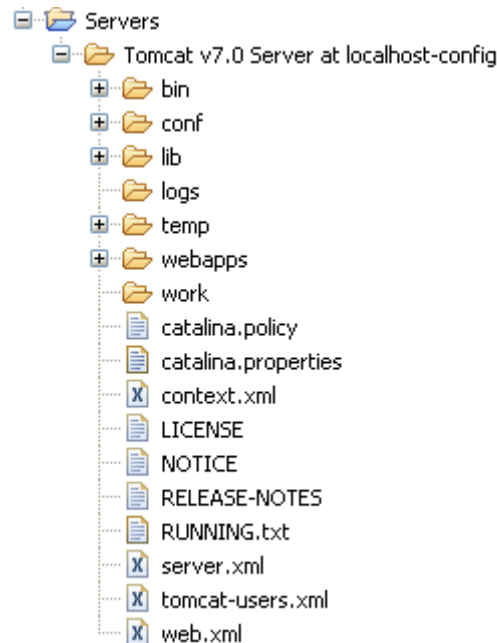 Servers
Tomcat v7.0 Server at localhost-config
bin
conf
lib
logs
temp
webapps
work
catalina.policy
catalina.properties
context.xml
LICENSE
NOTICE
RELEASE-NOTES
RUNNING.txt
server.xml
tomcat-users.xml
web.xml